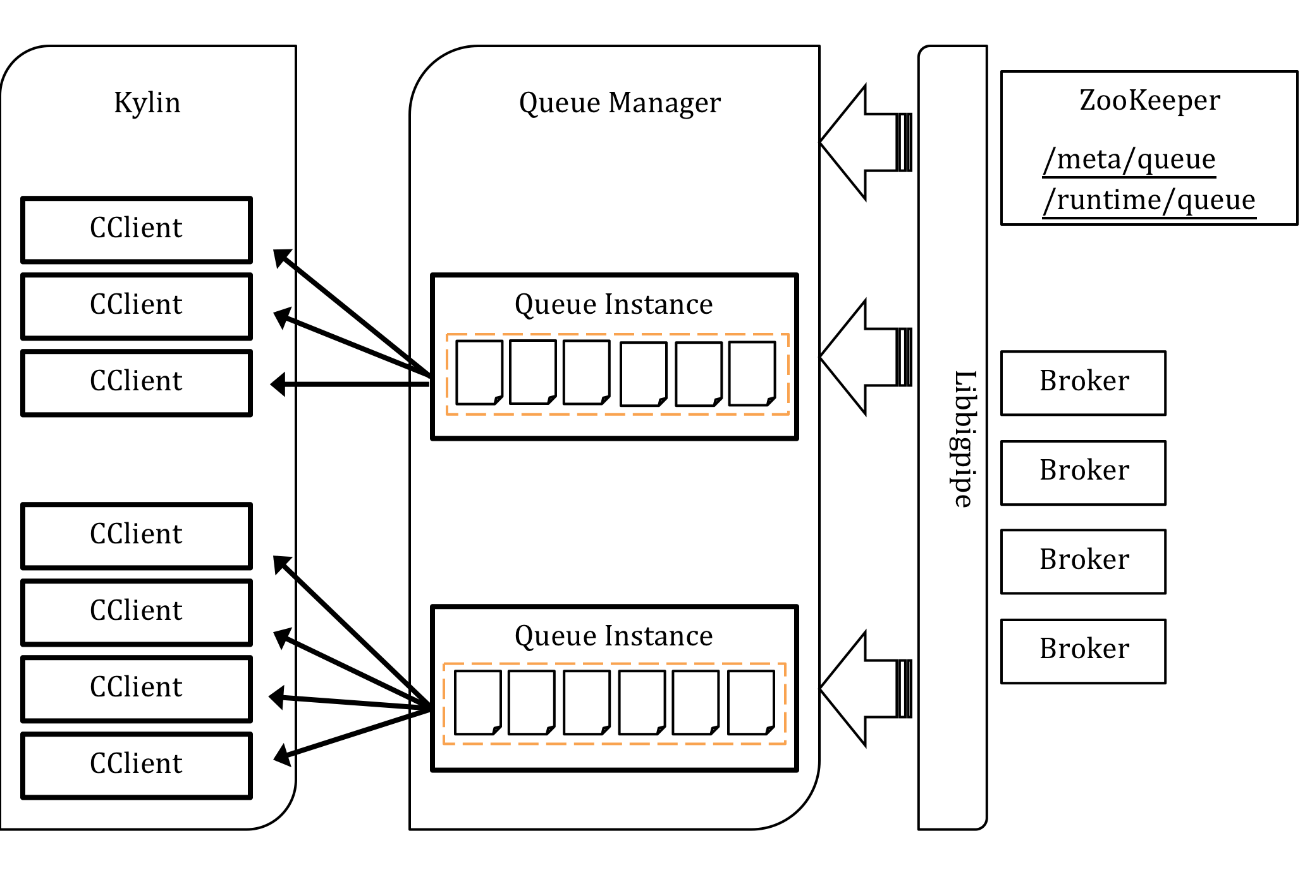 Kylin
CClient
CClient
CClient
CClient
CClient
CClient
CClient
Queue Manager
Queue Instance
Queue Instance
Libbigpipe
ZooKeeper
/meta/queue
/runtime/queue
Broker
Broker
Broker
Broker